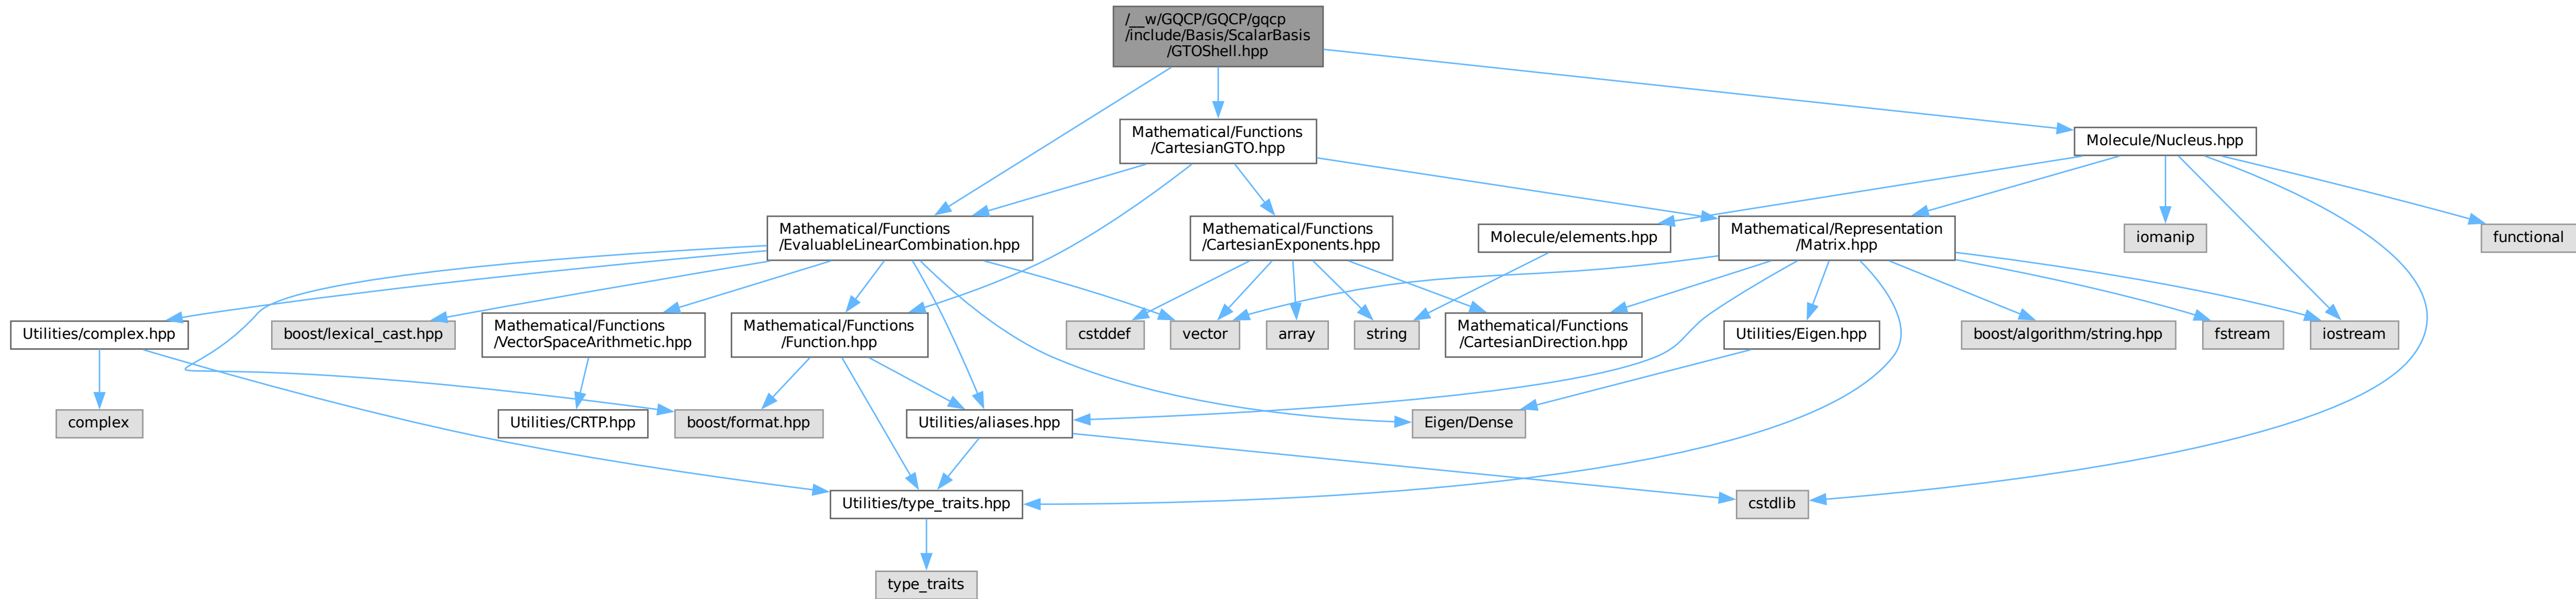 /__w/GQCP/GQCP/gqcp
/include/Basis/ScalarBasis
/GTOShell.hpp
Mathematical/Functions
/CartesianGTO.hpp
Molecule/Nucleus.hpp
Mathematical/Functions
/EvaluableLinearCombination.hpp
Mathematical/Functions
/CartesianExponents.hpp
Molecule/elements.hpp
Mathematical/Representation
/Matrix.hpp
iomanip
functional
Utilities/complex.hpp
boost/lexical_cast.hpp
Mathematical/Functions
/VectorSpaceArithmetic.hpp
Mathematical/Functions
/Function.hpp
cstddef
vector
array
string
Mathematical/Functions
/CartesianDirection.hpp
Utilities/Eigen.hpp
boost/algorithm/string.hpp
fstream
iostream
complex
Utilities/CRTP.hpp
boost/format.hpp
Utilities/aliases.hpp
Eigen/Dense
Utilities/type_traits.hpp
cstdlib
type_traits